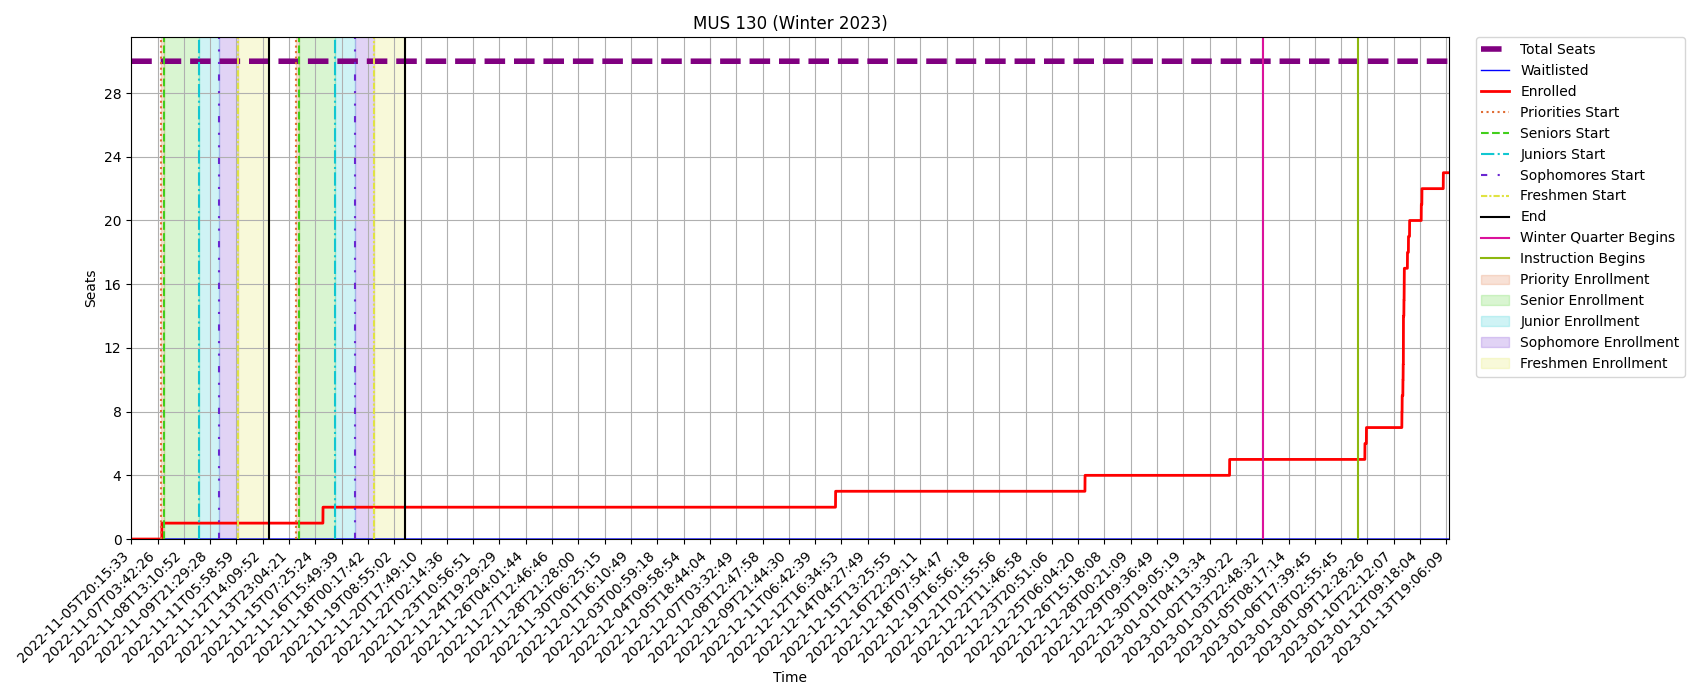 MUS 130 (Winter 2023)
Seats
28
24
20
16
12
8
4
0
2022-11-05T20:15:33
2022-11-07T03:42:26
2022-11-08T13:10:52
2022-11-09T21:29:28
2022-11-11T05:58:59
2022-11-12T14:09:52
2022-11-13T23:04:21
2022-11-15T07:25:24
2022-11-16T15:49:39
2022-11-18T00:17:42
2022-11-19T08:55:02
2022-11-20T17:49:10
2022-11-22T02:14:36
2022-11-23T10:56:51
2022-11-24T19:29:29
2022-11-26T04:01:44
2022-11-27T12:46:46
2022-11-28T21:28:00
2022-11-30T06:25:15
2022-12-01T16:10:49
2022-12-03T00:59:18
2022-12-04T09:58:54
2022-12-05T18:44:04
2022-12-07T03:32:49
2022-12-08T12:47:58
2022-12-09T21:44:30
2022-12-11T06:42:39
2022-12-12T16:34:53
2022-12-14T04:27:49
2022-12-15T13:25:55
2022-12-16T22:29:11
2022-12-18T07:54:47
2022-12-19T16:56:18
2022-12-21T01:55:56
2022-12-22T11:46:58
2022-12-23T20:51:06
2022-12-25T06:04:20
2022-12-26T15:18:08
2022-12-28T00:21:09
2022-12-29T09:36:49
2022-12-30T19:05:19
2023-01-01T04:13:34
2023-01-02T13:30:22
2023-01-03T22:48:32
2023-01-05T08:17:14
2023-01-06T17:39:45
2023-01-08T02:55:45
2023-01-09T12:28:26
2023-01-10T22:12:07
2023-01-12T09:18:04
2023-01-13T19:06:09
Time
Total Seats
Waitlisted
Enrolled
Priorities Start
Seniors Start
Juniors Start
Sophomores Start
Freshmen Start
End
Winter Quarter Begins
Instruction Begins
Priority Enrollment
Senior Enrollment
Junior Enrollment
Sophomore Enrollment
Freshmen Enrollment